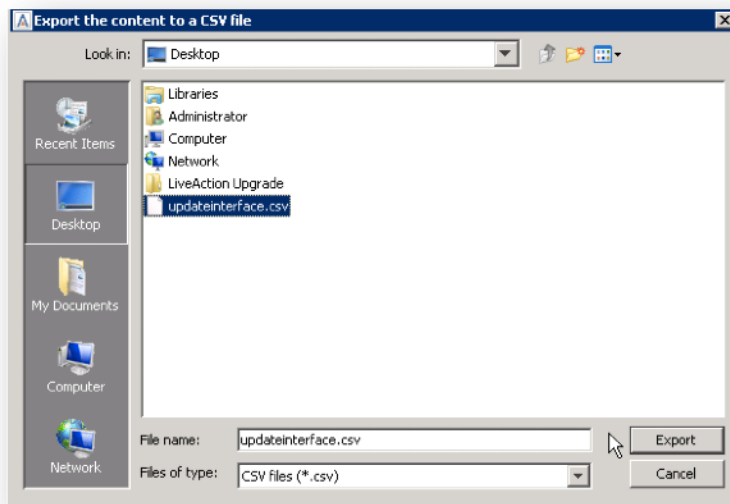 Export the content to a CSV file
Look in: Desktop
Recent Items
Desktop
My Documents
Computer
Network
Libraries
Administrator
Computer
Network
LiveAction Upgrade
updateinterface.csv
File name: updateinterface.csv Export
Files of type: CSV files (*.csv) Cancel